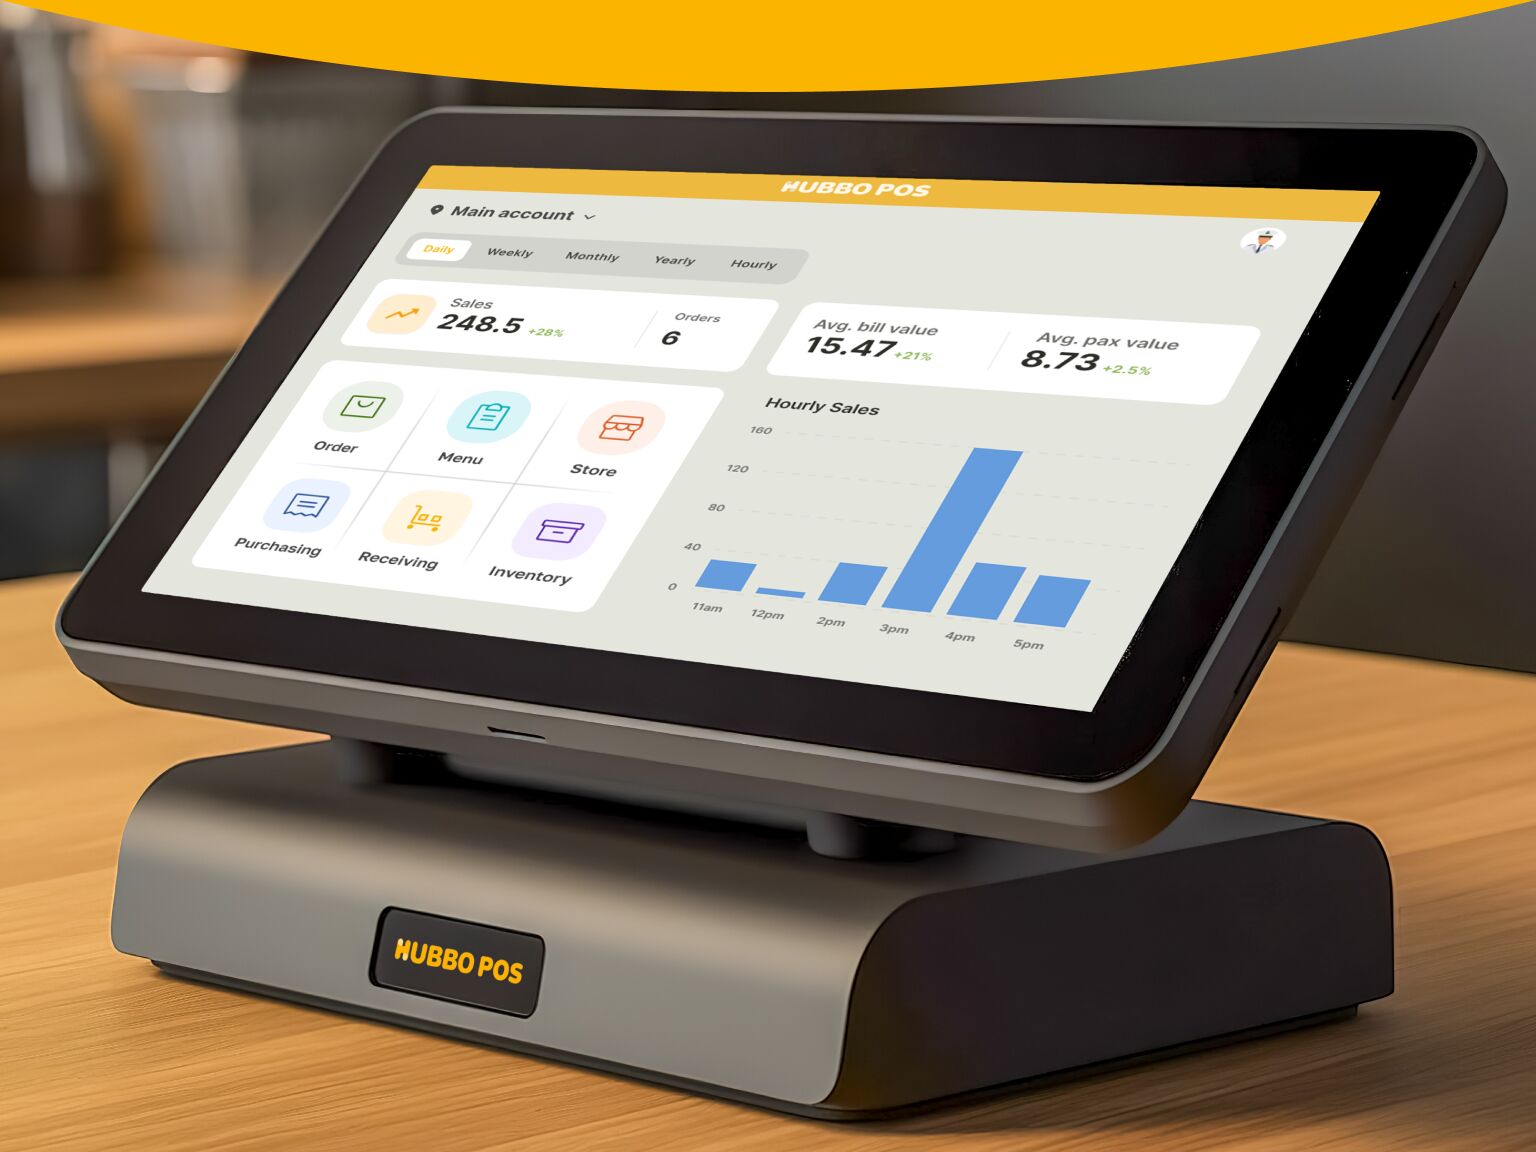 HUBBO POS
Main account
Daily Weekly Monthly Yearly Hourly
Sales
248.5 +28%
Orders
6
Avg. bill value
15.47 +21%
Avg. pax value
8.73 +2.5%
Order
Menu
Store
Purchasing
Receiving
Inventory
Hourly Sales
160
120
80
40
0
11am 12pm 2pm 3pm 4pm 5pm
HUBBO POS